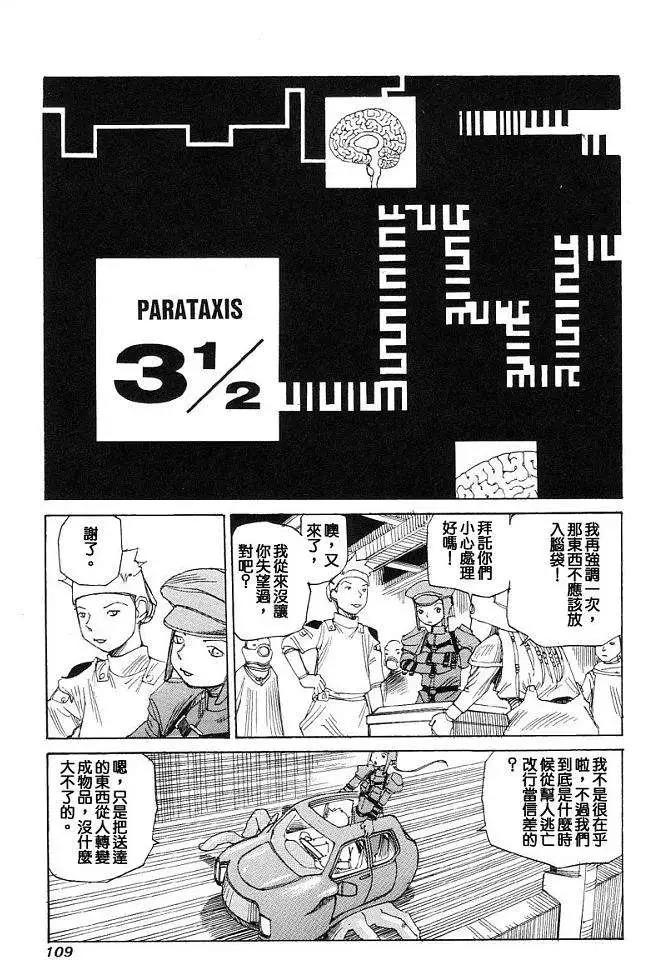 PARATAXIS
3 1/2
我再強調一次，
那東西不應該放
入腦袋！
拜託你們
小心處理
好嗎！
噢，又
來了，
我從來沒讓
你失望過，
對吧？
謝了。
我不是很在乎
啦，不過我們
到底是什麼時
候從幫人逃亡
改行當信差的
？
嗯，只是把送達
的東西從人轉變
成物品，沒什麼
大不了的。
109